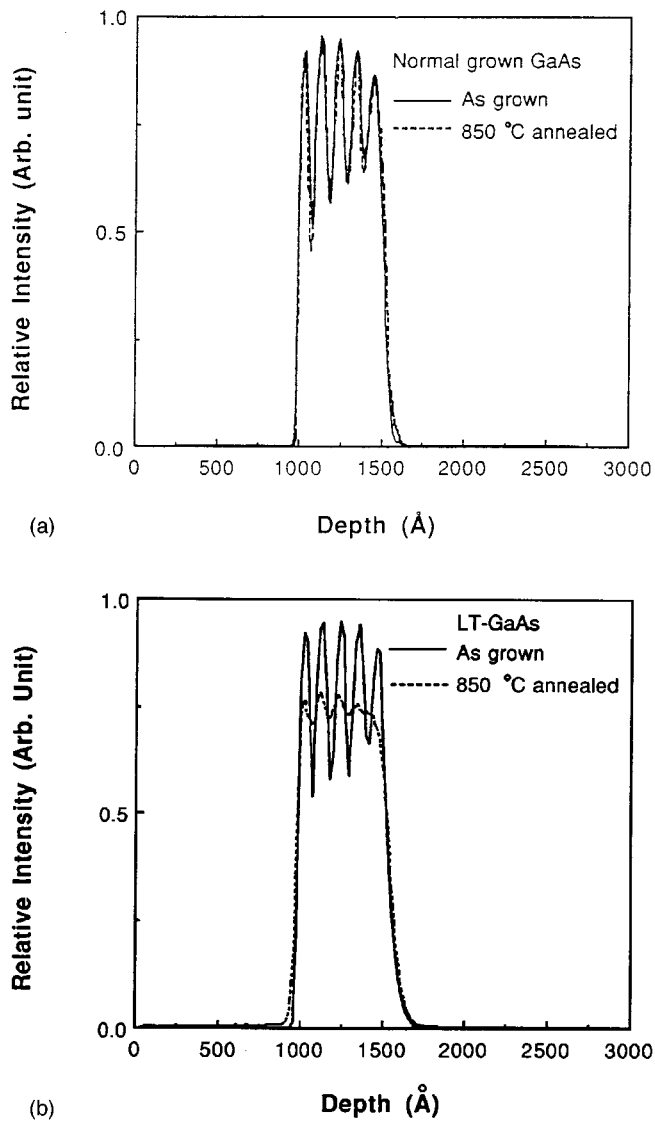 1.0
Normal grown GaAs
As grown
850 °C annealed
0.5
0.0
0 500 1000 1500 2000 2500 3000
Relative Intensity (Arb. unit)
Depth (Å)
(a)
1.0
LT-GaAs
As grown
850 °C annealed
0.5
0.0
0 500 1000 1500 2000 2500 3000
Relative Intensity (Arb. Unit)
Depth (Å)
(b)